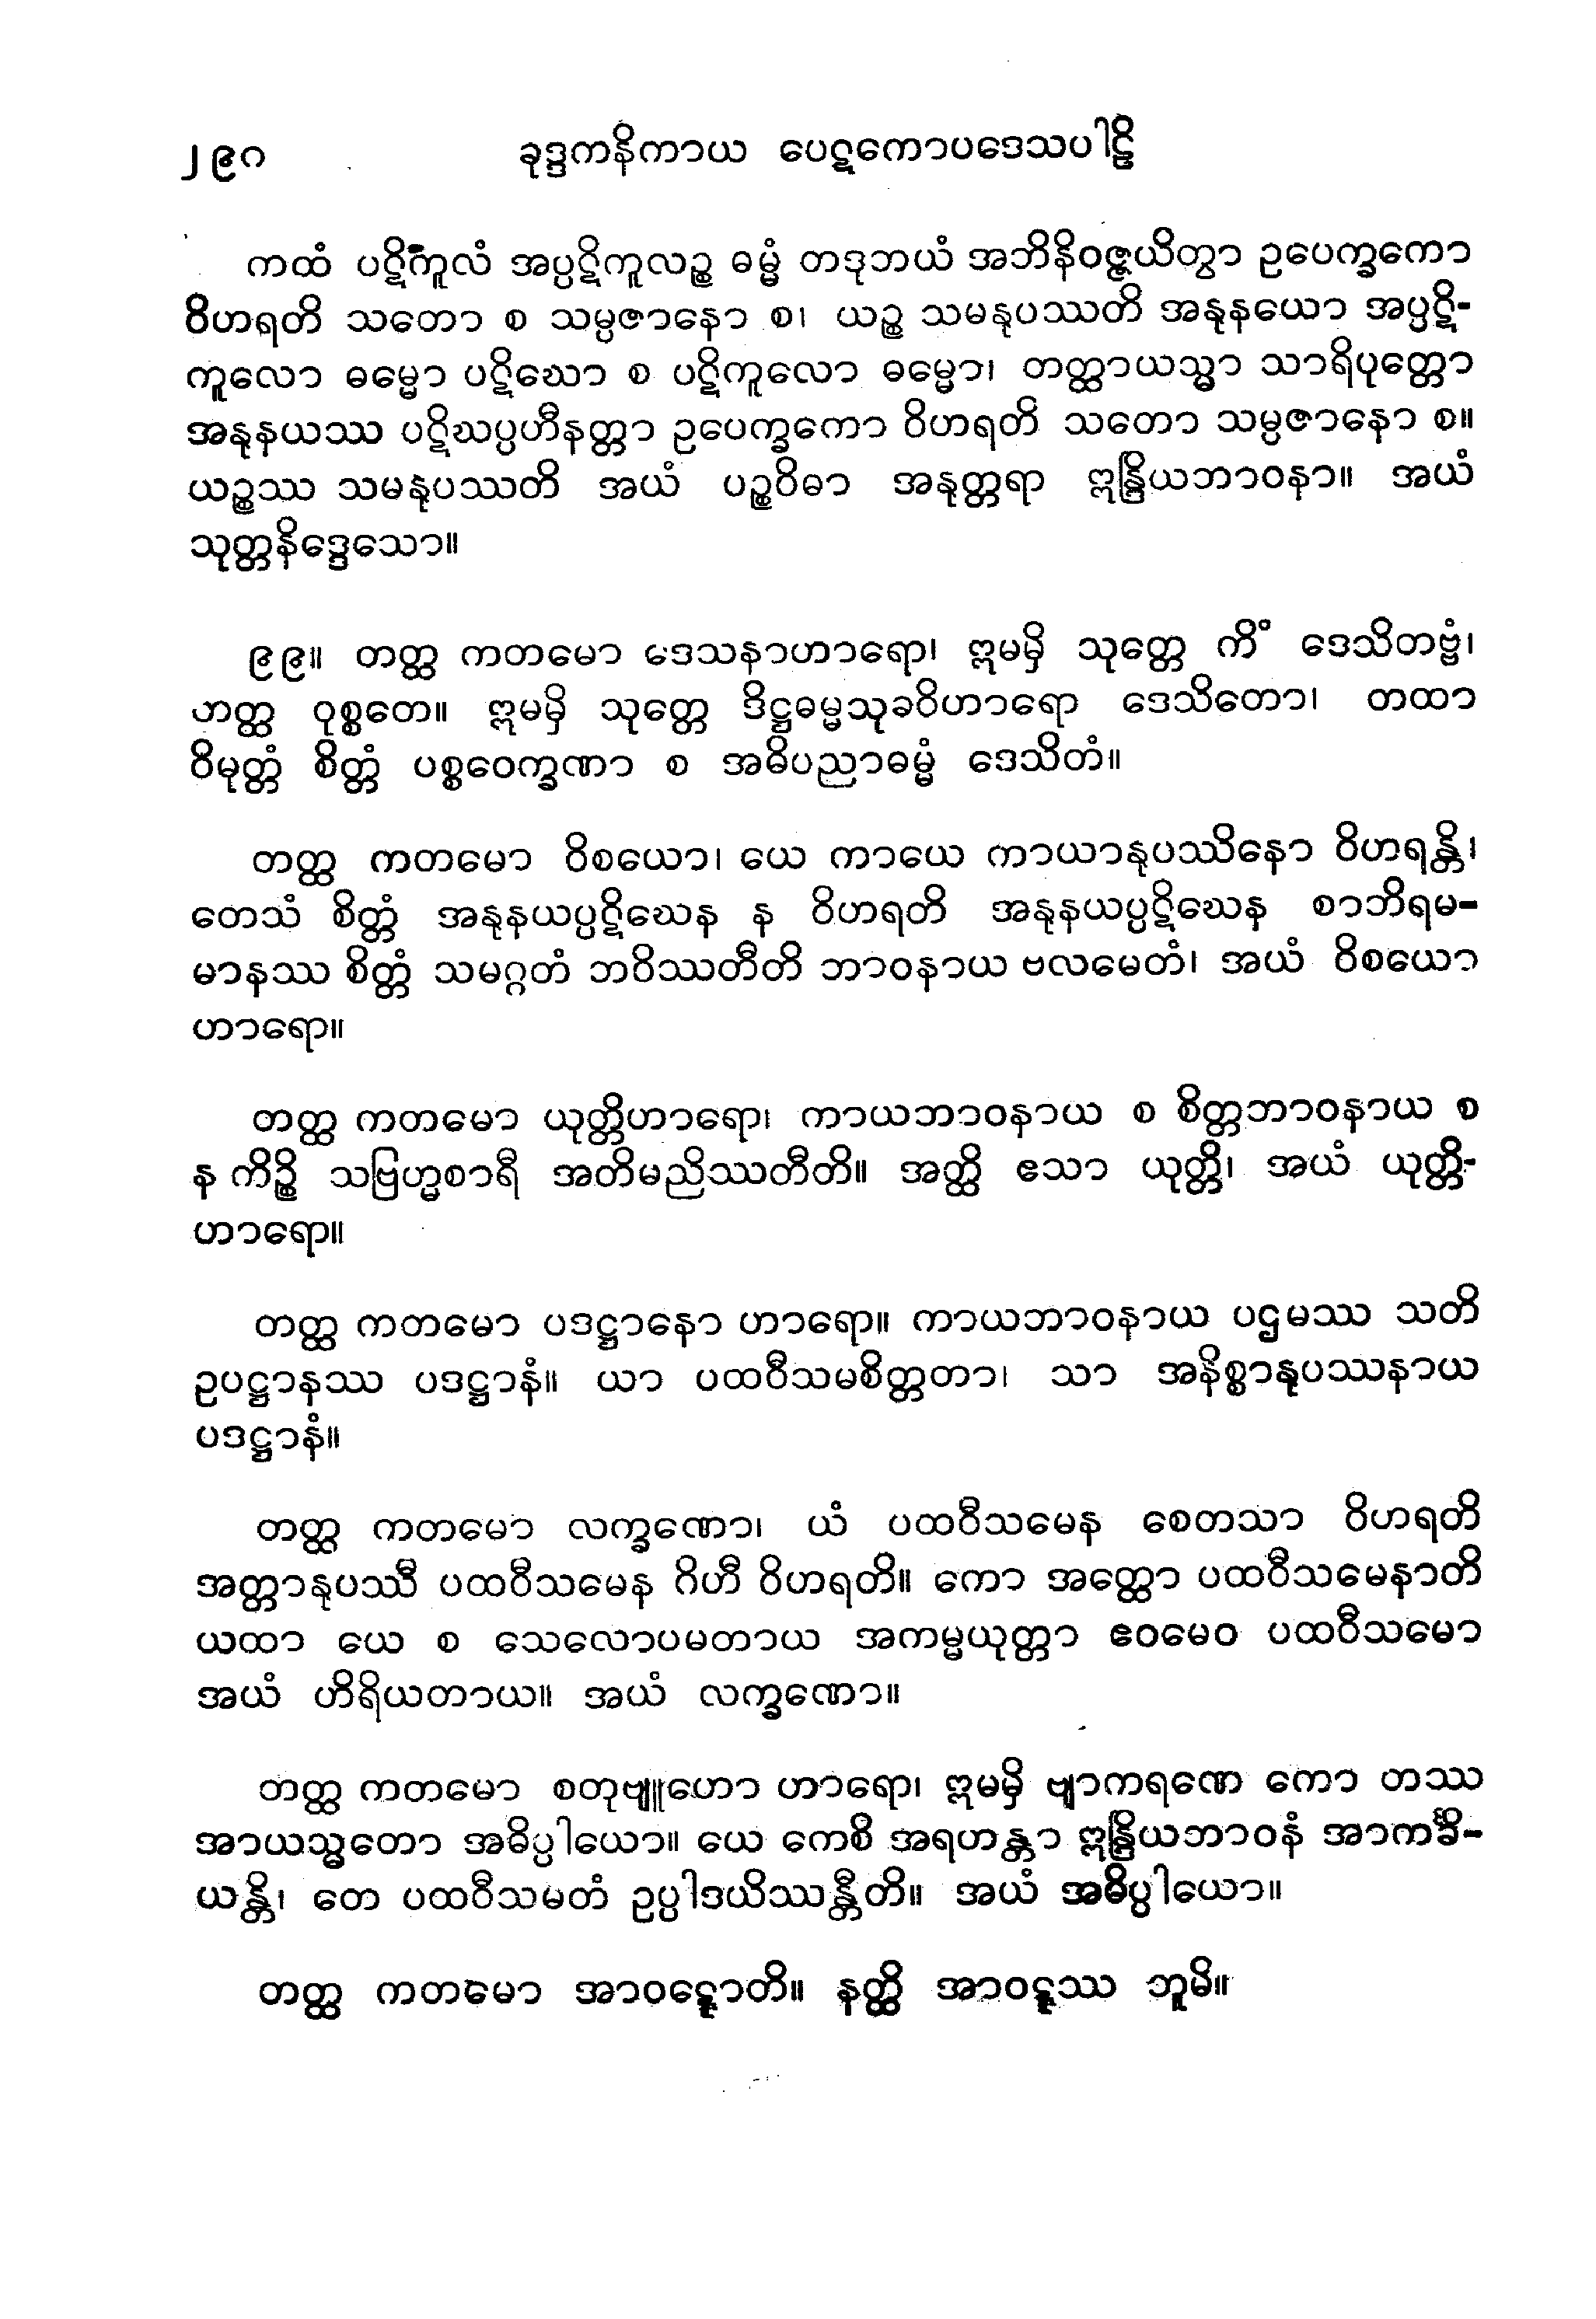 ၂၉၀ ခုဒ္ဒကနိကာယ ပေဋကောပဒေသပါဠိ
ကထံ ပဋိကူလံ အပ္ပဋိကူလဉ္စ ဓမ္မံ တဒုဘယံ အဘိနိဝဇ္ဇယိတွာ ဥပေက္ခကော
ဝိဟရတိ သတော စ သမ္ပဇာနော စ၊ ယဉ္စ သမနုပဿတိ အနုနယော အပ္ပဋိ-
ကူလော ဓမ္မော ပဋိဃော စ ပဋိကူလော ဓမ္မော၊ တတ္ထာယသ္မာ သာရိပုတ္တော
အနုနယဿ ပဋိဃပ္ပဟီနတ္တာ ဥပေက္ခကော ဝိဟရတိ သတော သမ္ပဇာနော စ။
ယဉ္စဿ သမနုပဿတိ အယံ ပဉ္စဝိဓာ အနုတ္တရာ ဣန္ဒြိယဘာဝနာ။ အယံ
သုတ္တနိဒ္ဒေသော။
၉၉။ တတ္ထ ကတမော ဒေသနာဟာရော၊ ဣမမှိ သုတ္တေ ကိံ ဒေသိတဗ္ဗံ၊
တတ္ထ ဝုစ္စတေ။ ဣမမှိ သုတ္တေ ဒိဋ္ဌဓမ္မသုခဝိဟာရော ဒေသိတော၊ တထာ
ဝိမုတ္တံ စိတ္တံ ပစ္စဝေက္ခဏာ စ အဓိပညာဓမ္မံ ဒေသိတံ။
တတ္ထ ကတမော ဝိစယော၊ ယေ ကာယေ ကာယာနုပဿိနော ဝိဟရန္တိ၊
တေသံ စိတ္တံ အနုနယပ္ပဋိဃေန န ဝိဟရတိ အနုနယပ္ပဋိဃေန စာဘိရမ-
မာနဿ စိတ္တံ သမဂ္ဂတံ ဘဝိဿတီတိ ဘာဝနာယ ဗလမေတံ၊ အယံ ဝိစယော
ဟာရော။
တတ္ထ ကတမော ယုတ္တိဟာရော၊ ကာယဘာဝနာယ စ စိတ္တဘာဝနာယ စ
န ကိဉ္စိ သဗြဟ္မစာရီ အတိမညိဿတီတိ။ အတ္ထိ ဧသာ ယုတ္တိ၊ အယံ ယုတ္တိ-
ဟာရော။
တတ္ထ ကတမော ပဒဋ္ဌာနော ဟာရော။ ကာယဘာဝနာယ ပဌမဿ သတိ
ဥပဋ္ဌာနဿ ပဒဋ္ဌာနံ။ ယာ ပထဝီသမစိတ္တတာ၊ သာ အနိစ္စာနုပဿနာယ
ပဒဋ္ဌာနံ။
တတ္ထ ကတမော လက္ခဏော၊ ယံ ပထဝီသမေန စေတသာ ဝိဟရတိ
အတ္တာနုပဿီ ပထဝီသမေန ဂိဟီ ဝိဟရတိ။ ကော အတ္ထော ပထဝီသမေနာတိ
ယထာ ယေ စ သေလောပမတာယ အကမ္မယုတ္တာ ဧဝမေဝ ပထဝီသမော
အယံ ဟိရိယတာယ။ အယံ လက္ခဏော။
တတ္ထ ကတမော စတုဗျူဟော ဟာရော၊ ဣမမှိ ဗျာကရဏေ ကော တဿ
အာယသ္မတော အဓိပ္ပါယော။ ယေ ကေစိ အရဟန္တာ ဣန္ဒြိယဘာဝနံ အာကင်္ခိ-
ယန္တိ၊ တေ ပထဝီသမတံ ဥပ္ပါဒယိဿန္တီတိ။ အယံ အဓိပ္ပါယော။
တတ္ထ ကတမော အာဝဋ္ဋောတိ။ နတ္ထိ အာဝဋ္ဋဿ ဘူမိ။